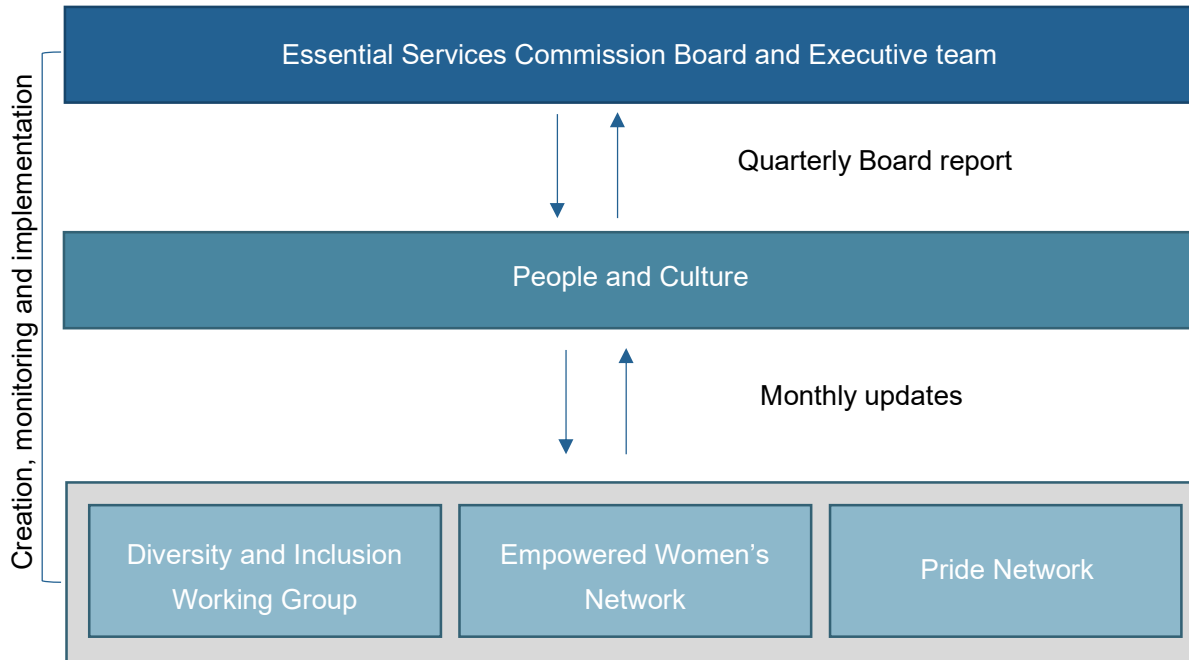 Essential Services Commission Board and Executive team
Quarterly Board report
People and Culture
Monthly updates
Diversity and Inclusion
Working Group
Empowered Women’s
Network
Pride Network
Creation, monitoring and implementation